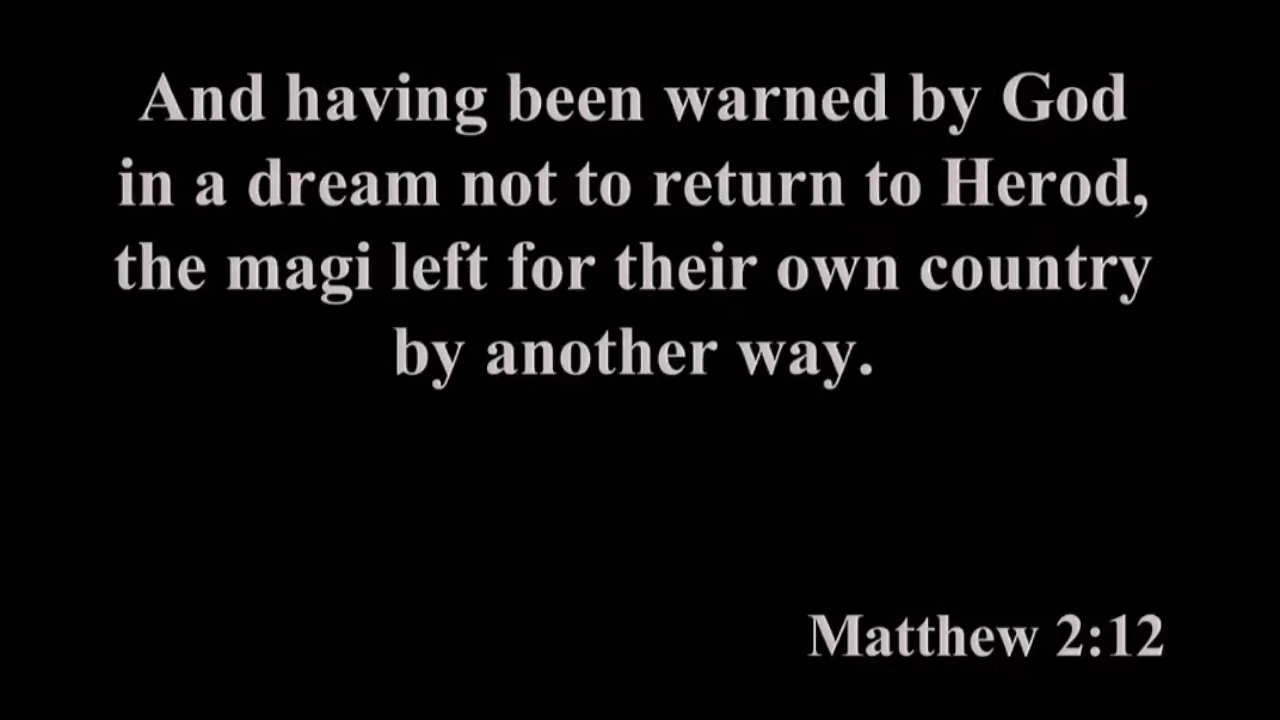 And having been warned by God
in a dream not to return to Herod,
the magi left for their own country
by another way.
Matthew 2:12